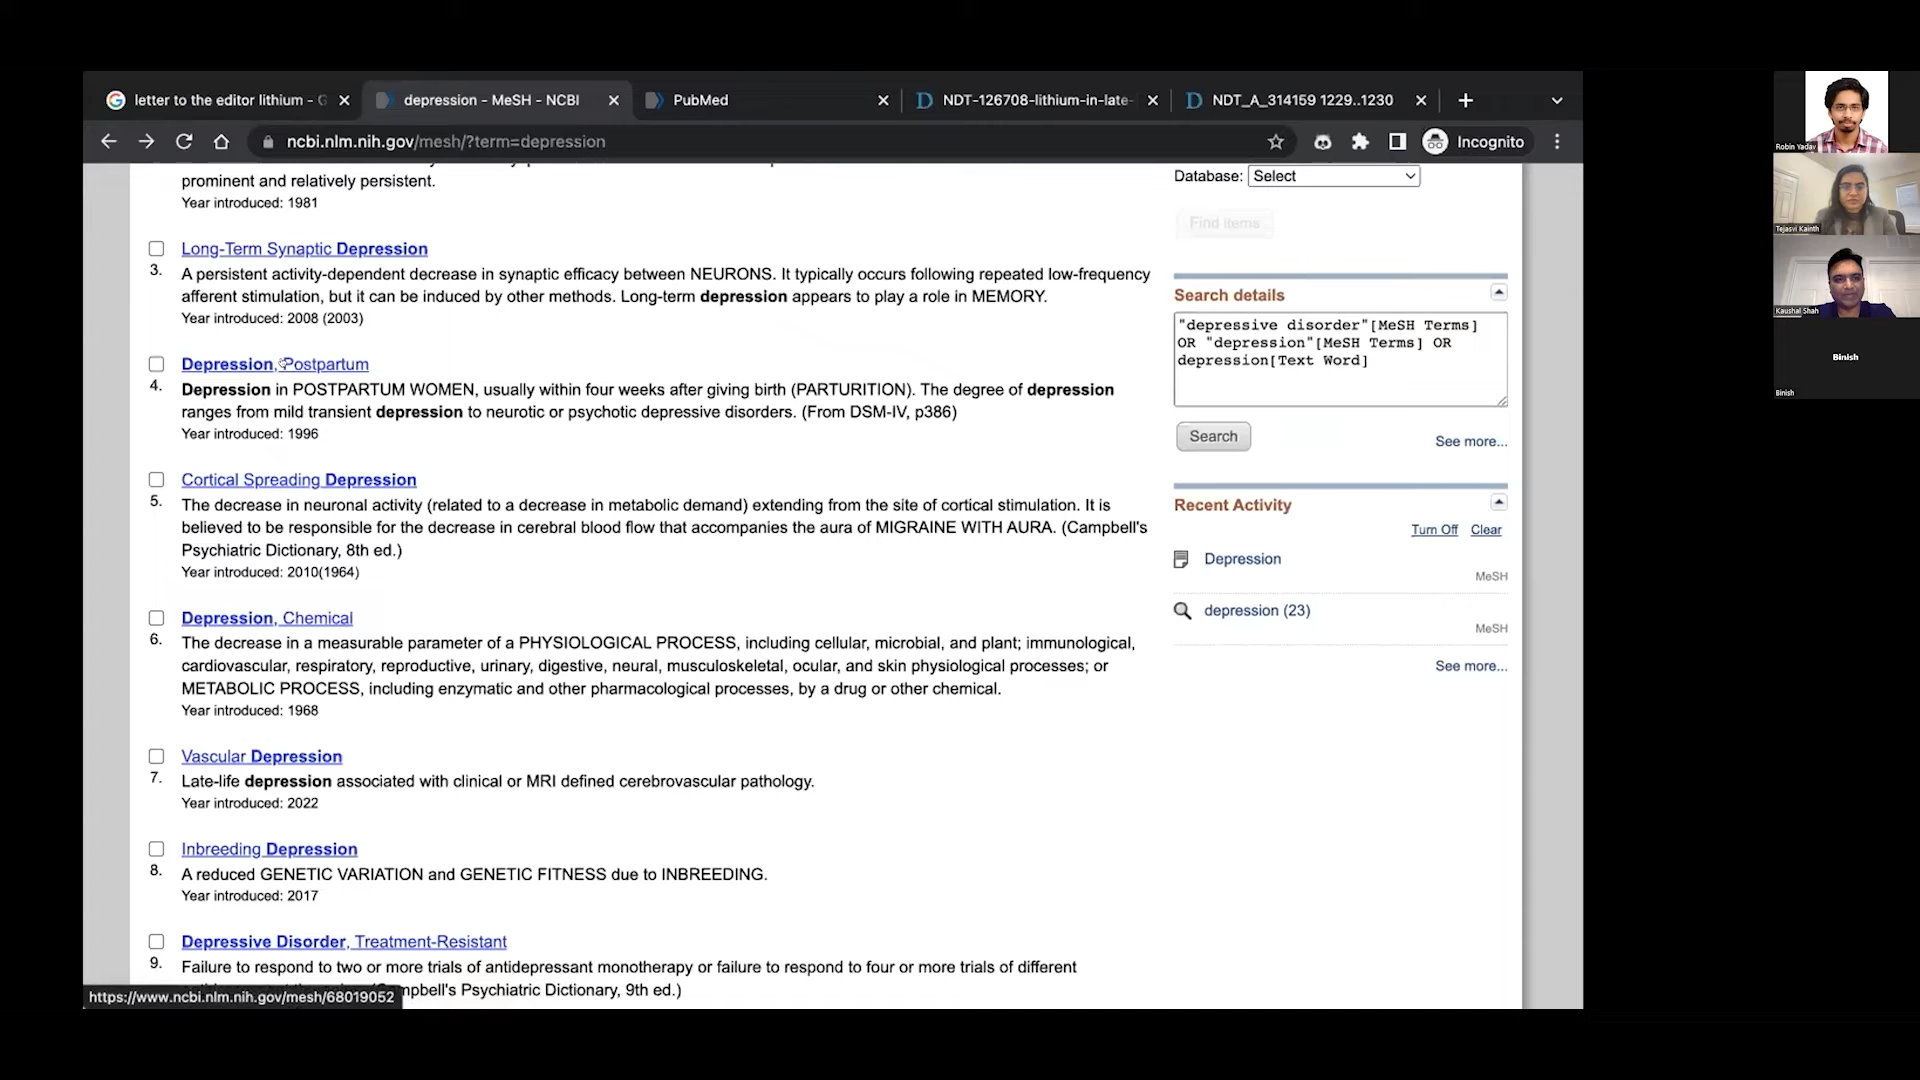 letter to the editor lithium - G
depression - MeSH - NCBI
PubMed
NDT-126708-lithium-in-late-
NDT_A_314159 1229..1230
ncbi.nlm.nih.gov/mesh/?term=depression
Incognito
prominent and relatively persistent.
Year introduced: 1981
Long-Term Synaptic Depression
3.
A persistent activity-dependent decrease in synaptic efficacy between NEURONS. It typically occurs following repeated low-frequency
afferent stimulation, but it can be induced by other methods. Long-term depression appears to play a role in MEMORY.
Year introduced: 2008 (2003)
Depression, Postpartum
4.
Depression in POSTPARTUM WOMEN, usually within four weeks after giving birth (PARTURITION). The degree of depression
ranges from mild transient depression to neurotic or psychotic depressive disorders. (From DSM-IV, p386)
Year introduced: 1996
Cortical Spreading Depression
5.
The decrease in neuronal activity (related to a decrease in metabolic demand) extending from the site of cortical stimulation. It is
believed to be responsible for the decrease in cerebral blood flow that accompanies the aura of MIGRAINE WITH AURA. (Campbell's
Psychiatric Dictionary, 8th ed.)
Year introduced: 2010(1964)
Depression, Chemical
6.
The decrease in a measurable parameter of a PHYSIOLOGICAL PROCESS, including cellular, microbial, and plant; immunological,
cardiovascular, respiratory, reproductive, urinary, digestive, neural, musculoskeletal, ocular, and skin physiological processes; or
METABOLIC PROCESS, including enzymatic and other pharmacological processes, by a drug or other chemical.
Year introduced: 1968
Vascular Depression
7.
Late-life depression associated with clinical or MRI defined cerebrovascular pathology.
Year introduced: 2022
Inbreeding Depression
8.
A reduced GENETIC VARIATION and GENETIC FITNESS due to INBREEDING.
Year introduced: 2017
Depressive Disorder, Treatment-Resistant
9.
Failure to respond to two or more trials of antidepressant monotherapy or failure to respond to four or more trials of different
mpbell's Psychiatric Dictionary, 9th ed.)
https://www.ncbi.nlm.nih.gov/mesh/68019052
Database: Select
Find items
Search details
"depressive disorder"[MeSH Terms]
OR "depression"[MeSH Terms] OR
depression[Text Word]
Search
See more...
Recent Activity
Turn Off Clear
Depression
MeSH
depression (23)
MeSH
See more...
Robin Yadav
Tejasvi Kainth
Kaushal Shah
Binish
Binish